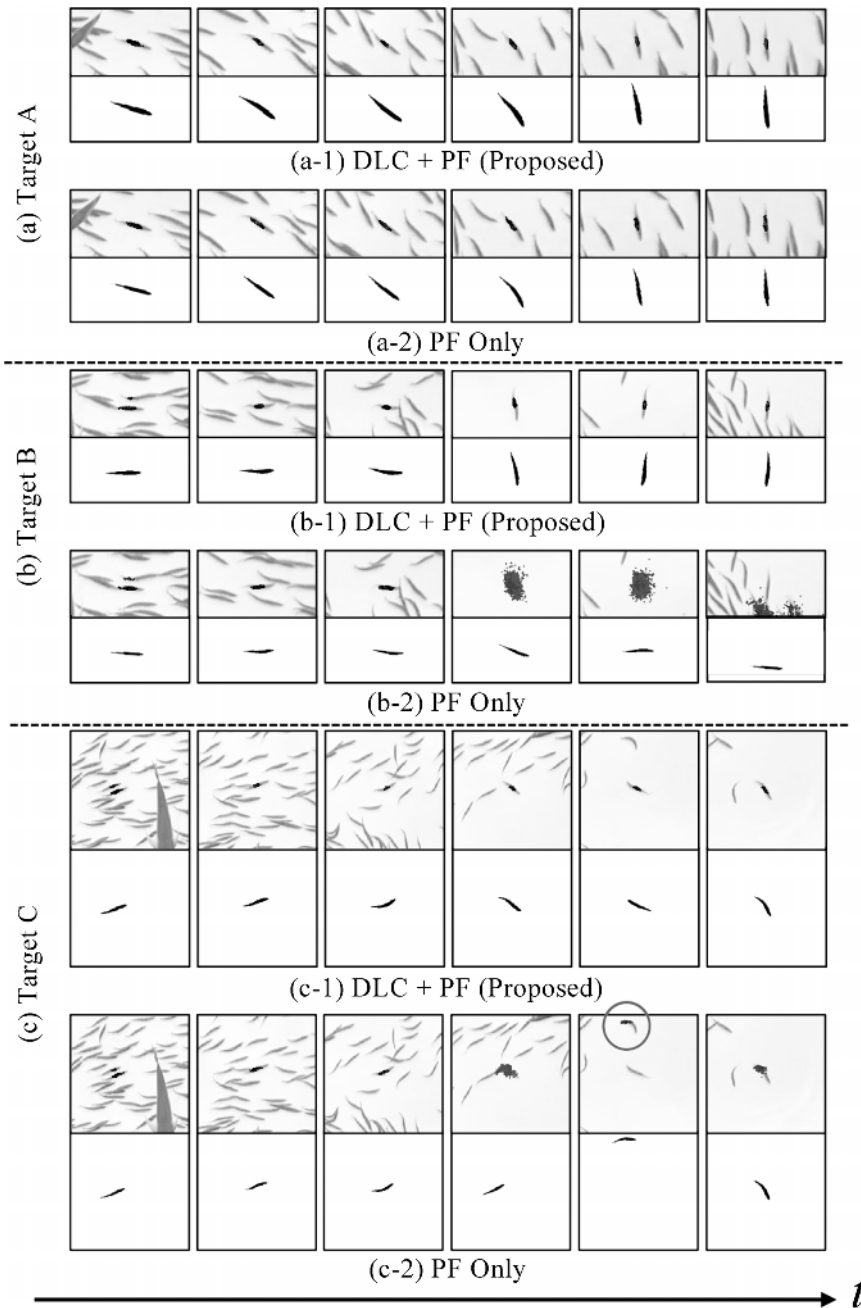 (a) Target A
(a-1) DLC + PF (Proposed)
(a-2) PF Only
(b) Target B
(b-1) DLC + PF (Proposed)
(b-2) PF Only
(c) Target C
(c-1) DLC + PF (Proposed)
(c-2) PF Only
t